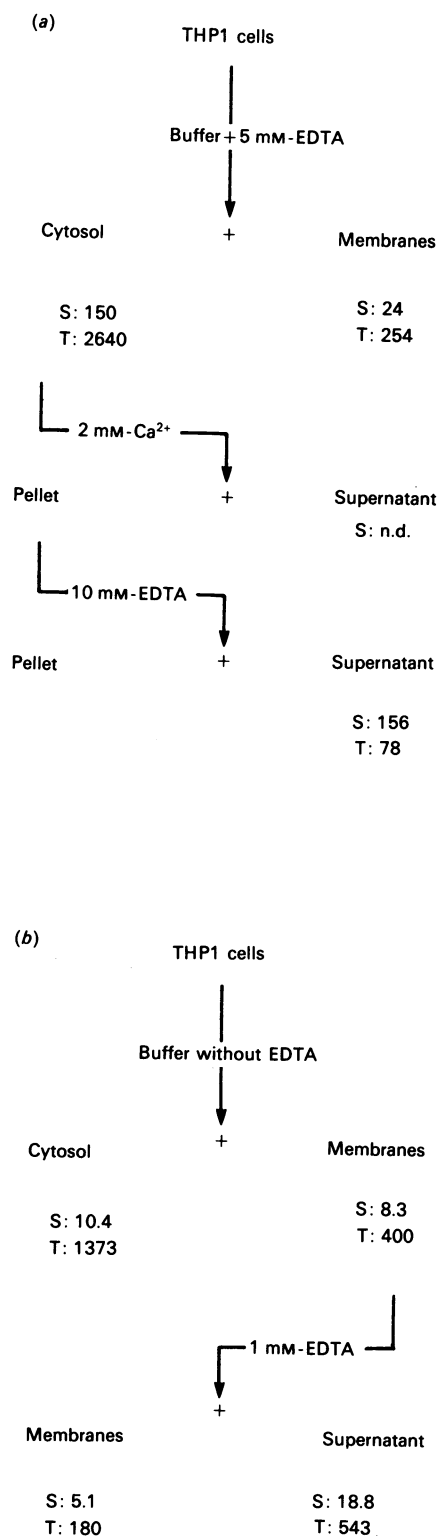 (a)
THP1 cells
Buffer + 5 mM-EDTA
Cytosol + Membranes
S: 150 S: 24
T: 2640 T: 254
2 mM-Ca²⁺
Pellet + Supernatant
S: n.d.
10 mM-EDTA
Pellet + Supernatant
S: 156
T: 78
(b)
THP1 cells
Buffer without EDTA
Cytosol + Membranes
S: 10.4 S: 8.3
T: 1373 T: 400
1 mM-EDTA
+
Membranes Supernatant
S: 5.1 S: 18.8
T: 180 T: 543